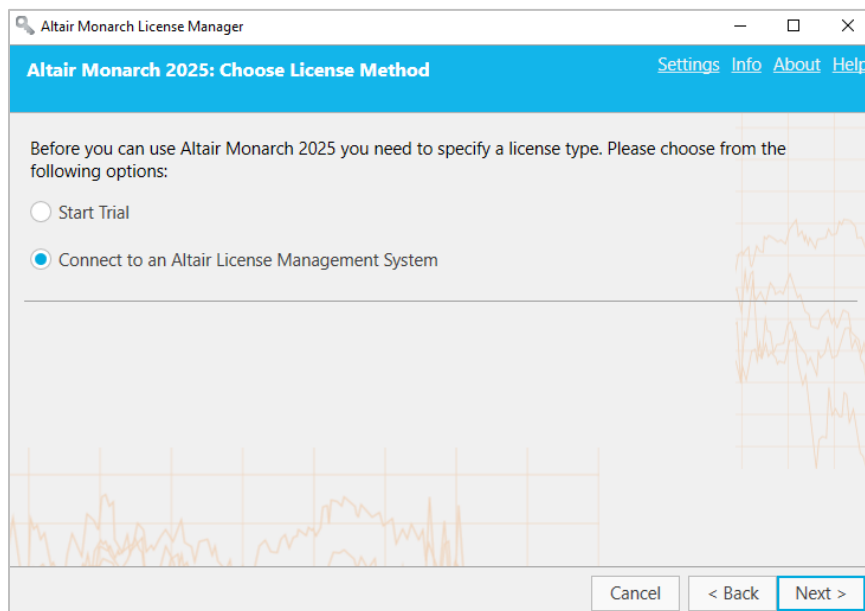 Altair Monarch License Manager
Altair Monarch 2025: Choose License Method
Settings Info About Help
Before you can use Altair Monarch 2025 you need to specify a license type. Please choose from the
following options:
Start Trial
Connect to an Altair License Management System
Cancel
< Back
Next >